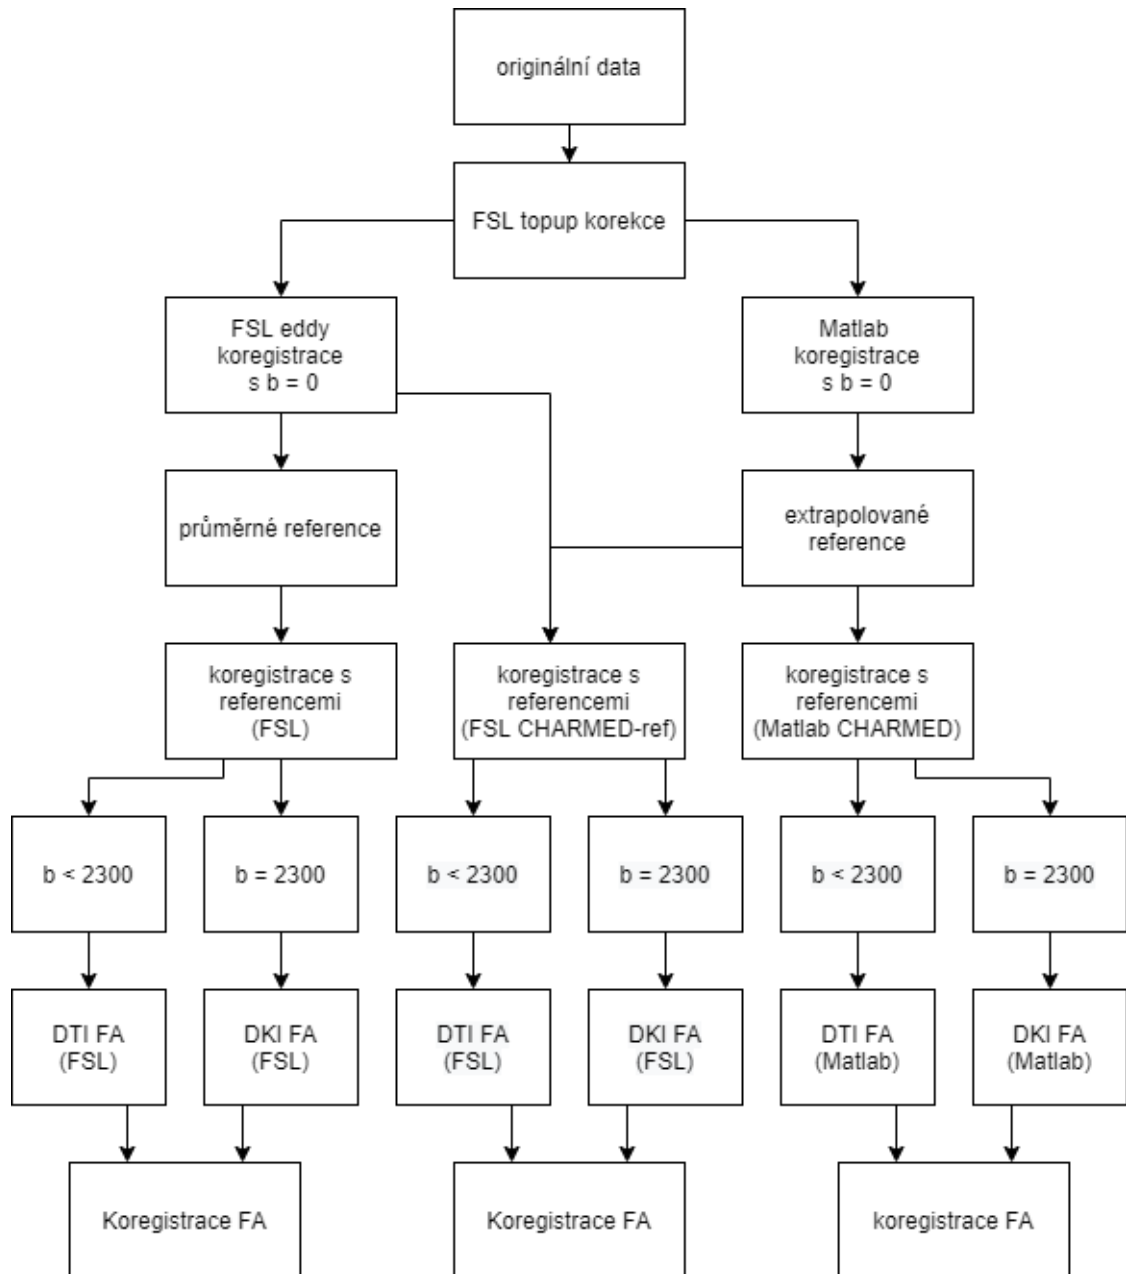 originální data
FSL topup korekce
FSL eddy
koregistrace
s b = 0
Matlab
koregistrace
s b = 0
průměrné reference
extrapolované
reference
koregistrace s
referencemi
(FSL)
koregistrace s
referencemi
(FSL CHARMED-ref)
koregistrace s
referencemi
(Matlab CHARMED)
b < 2300
b = 2300
b < 2300
b = 2300
b < 2300
b = 2300
DTI FA
(FSL)
DKI FA
(FSL)
DTI FA
(FSL)
DKI FA
(FSL)
DTI FA
(Matlab)
DKI FA
(Matlab)
Koregistrace FA
Koregistrace FA
koregistrace FA